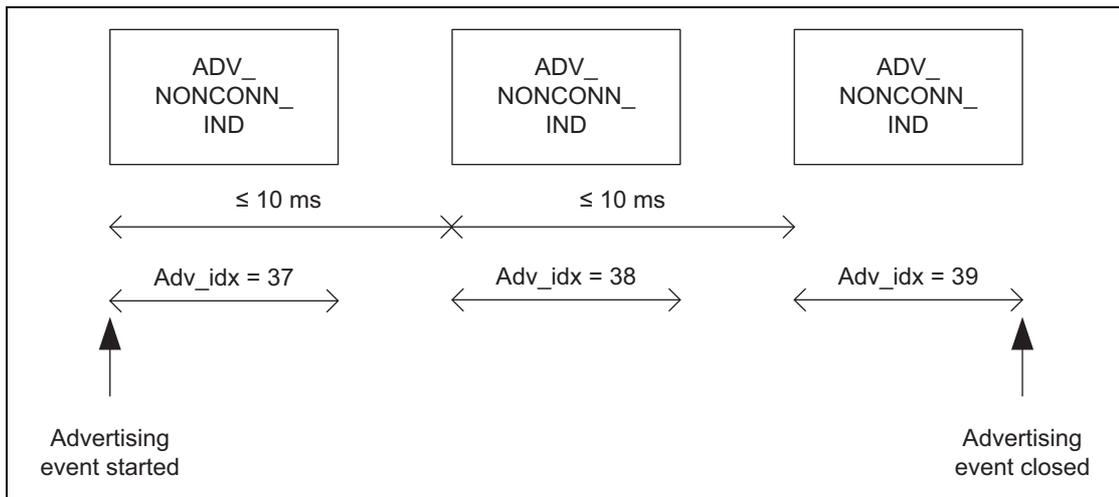 ADV_
NONCONN_
IND
ADV_
NONCONN_
IND
ADV_
NONCONN_
IND
≤ 10 ms
≤ 10 ms
Adv_idx = 37
Adv_idx = 38
Adv_idx = 39
Advertising
event started
Advertising
event closed